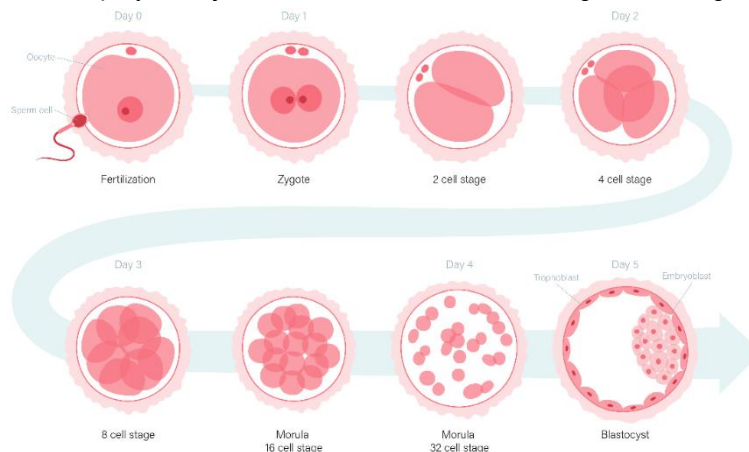 Day 0
Day 1
Day 2
Oocyte
Sperm cell
Fertilization
Zygote
2 cell stage
4 cell stage
Day 3
Day 4
Day 5
Trophoblast
Embryoblast
8 cell stage
Morula
16 cell stage
Morula
32 cell stage
Blastocyst